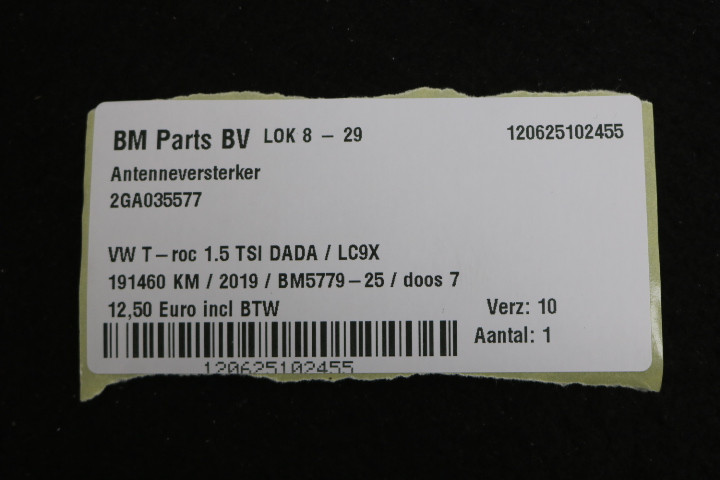 BM Parts BV LOK 8 - 29 120625102455
Antenneversterker
2GA035577
VW T-roc 1.5 TSI DADA / LC9X
191460 KM / 2019 / BM5779-25 / doos 7
12,50 Euro incl BTW Verz: 10
Aantal: 1
120625102455